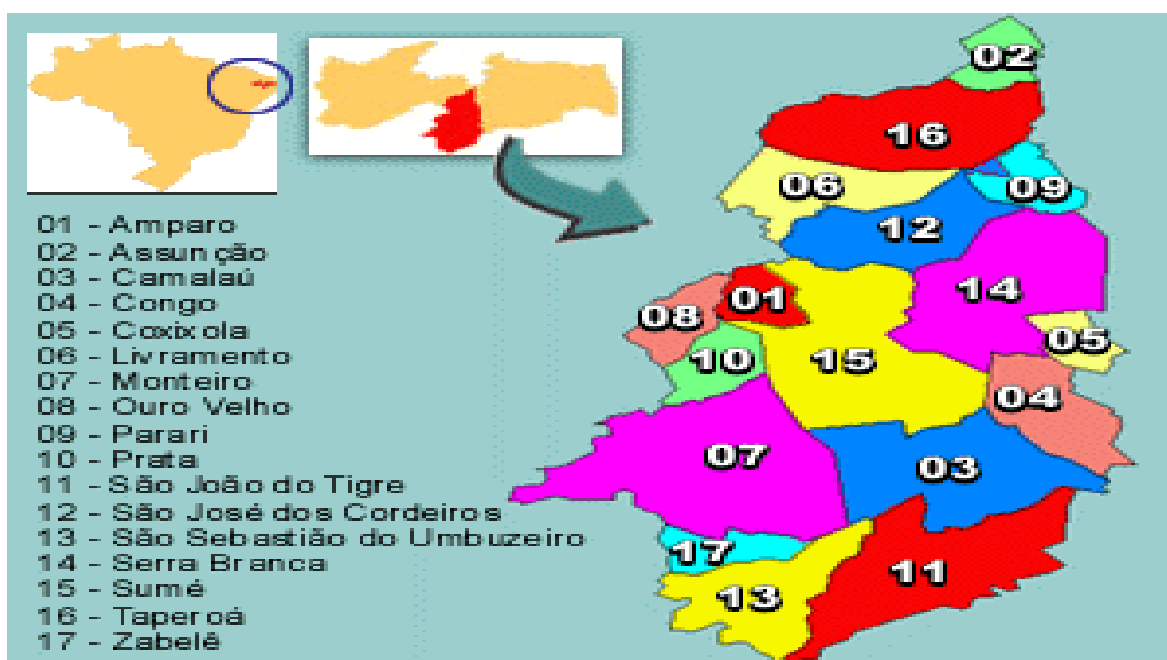 01 - Amparo
02 - Assunção
03 - Camalaú
04 - Congo
05 - Coxixola
06 - Livramento
07 - Monteiro
08 - Ouro Velho
09 - Parari
10 - Prata
11 - São João do Tigre
12 - São José dos Cordeiros
13 - São Sebastião do Umbuzeiro
14 - Serra Branca
15 - Sumé
16 - Taperoá
17 - Zabelê
02
16
06
09
12
14
01
08
05
10
15
04
07
03
17
11
13